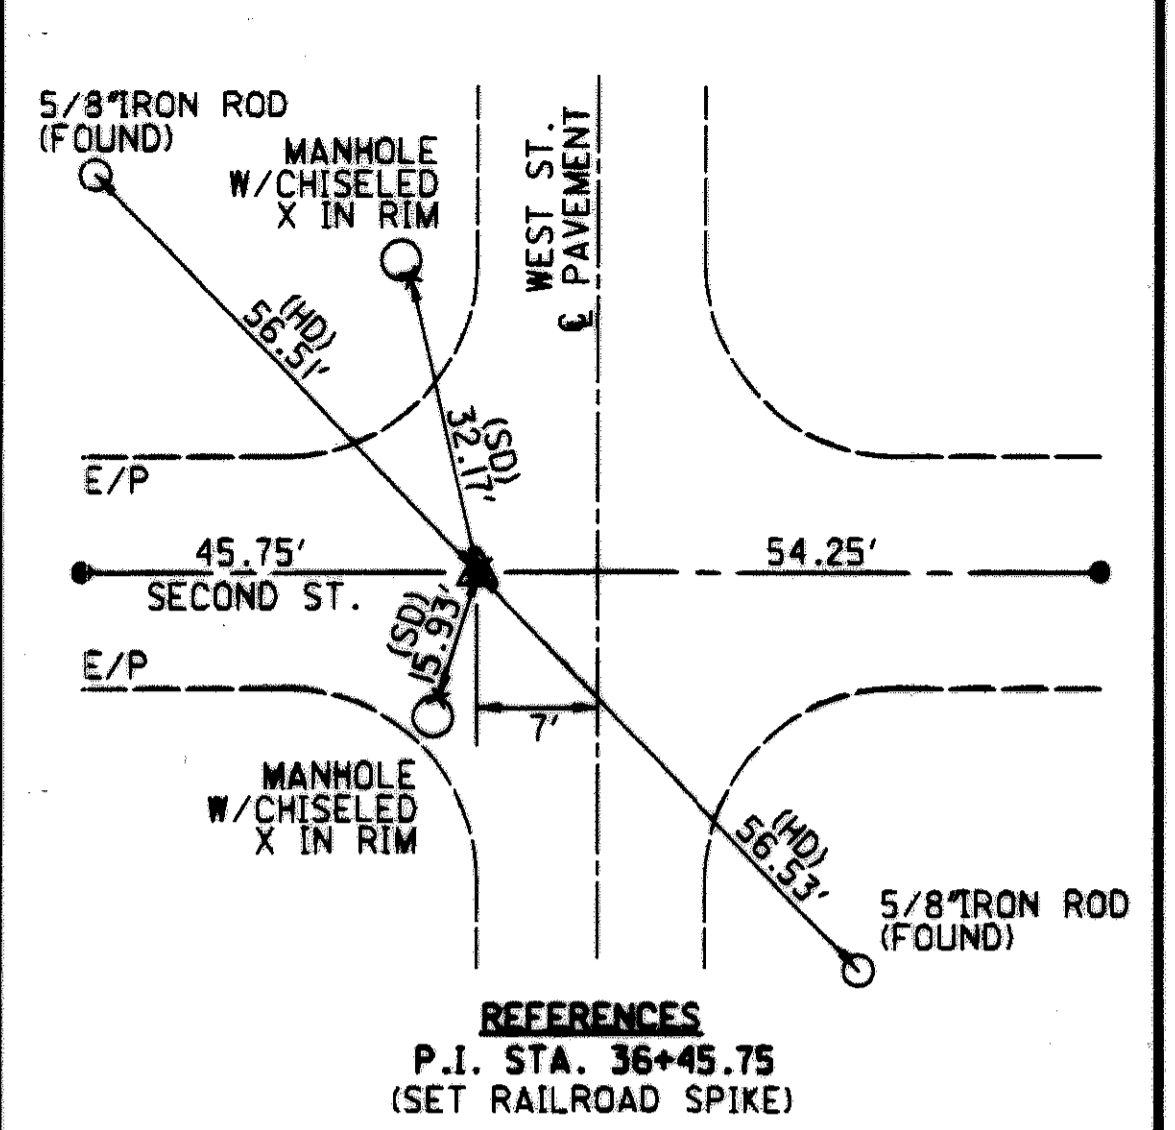 5/8"IRON ROD
(FOUND)
MANHOLE
W/CHISELED
X IN RIM
WEST ST.
℄ PAVEMENT
(HD)
56.51'
(SD)
32.17'
E/P
45.75'
SECOND ST.
54.25'
E/P
(SD)
15.93'
7'
MANHOLE
W/CHISELED
X IN RIM
(HD)
56.53'
5/8"IRON ROD
(FOUND)
REFERENCES
P.I. STA. 36+45.75
(SET RAILROAD SPIKE)